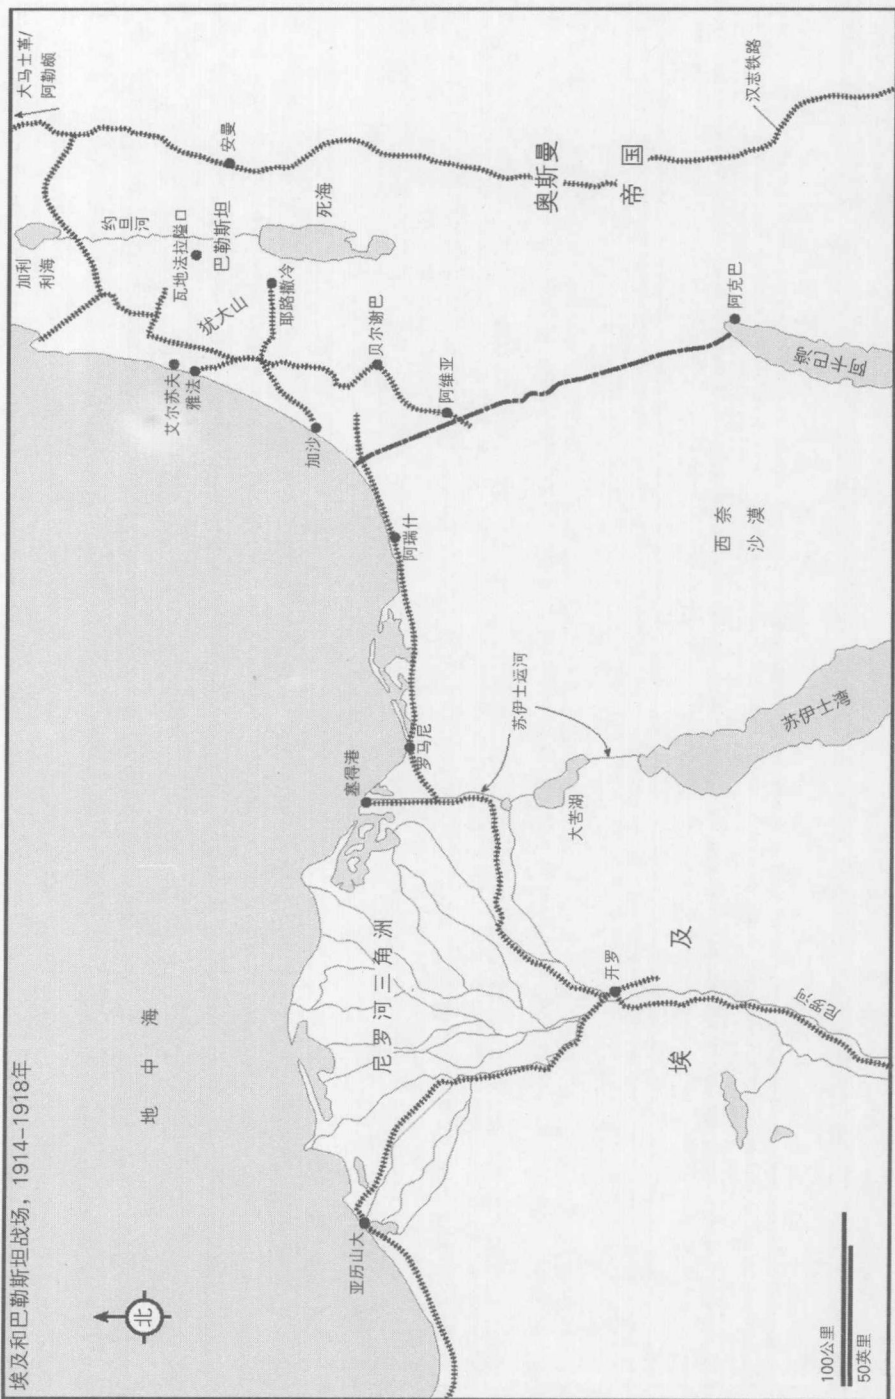 埃及和巴勒斯坦战场，1914-1918年
北
地中海
大马士革/
阿勒颇
加利
利海
约旦河
瓦地法拉隘口
安曼
巴勒斯坦
死海
犹大山
耶路撒冷
艾尔苏夫
雅法
加沙
贝尔谢巴
阿维亚
奥斯曼
帝国
汉志铁路
阿克巴
阿瑞什
西奈
沙漠
罗马尼
塞得港
苏伊士运河
大苦湖
苏伊士湾
尼罗河三角洲
亚历山大
开罗
埃及
尼罗河
100公里
50英里